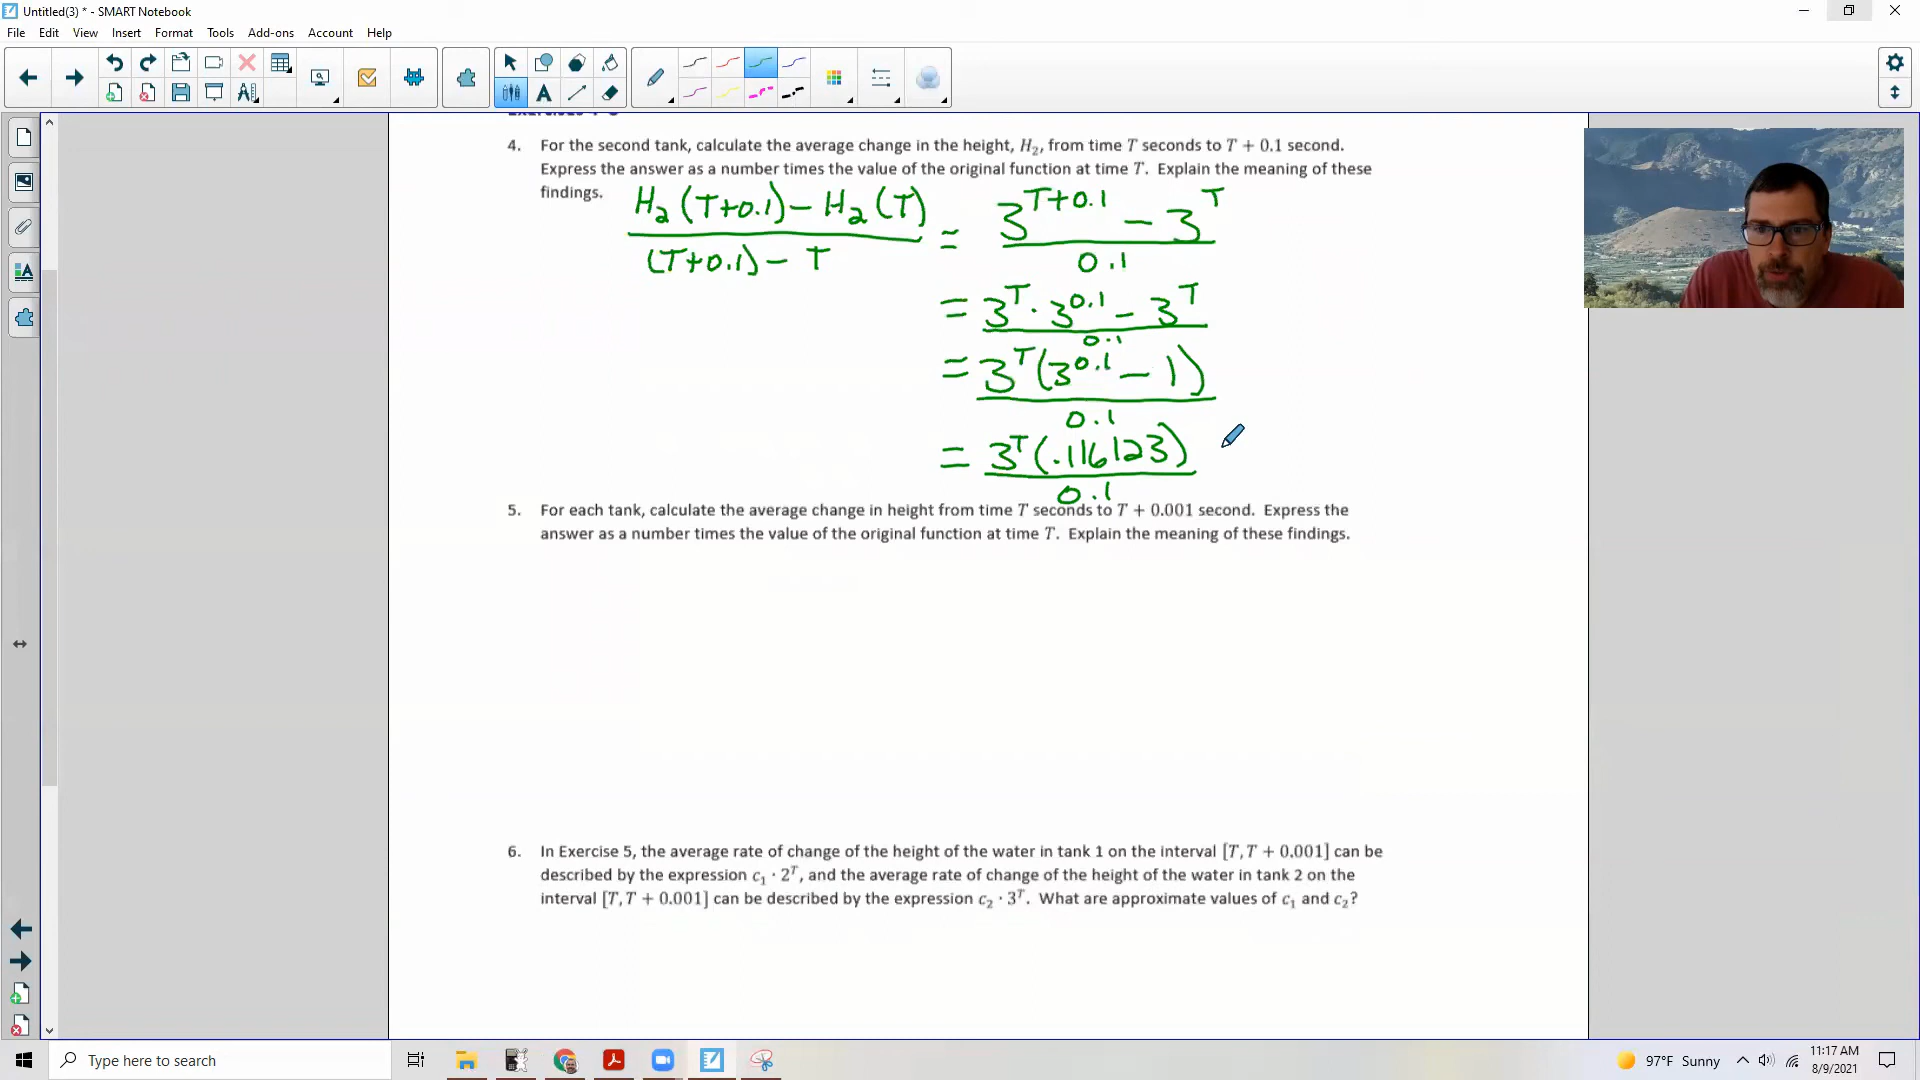 Untitled(3) * - SMART Notebook
File Edit View Insert Format Tools Add-ons Account Help
4. For the second tank, calculate the average change in the height, H₂, from time T seconds to T + 0.1 second.
Express the answer as a number times the value of the original function at time T. Explain the meaning of these
findings.
H₂(T+0.1) − H₂(T) / (T+0.1) − T = 3^(T+0.1) − 3^T / 0.1
= 3^T · 3^0.1 − 3^T / 0.1
= 3^T(3^0.1 − 1) / 0.1
= 3^T(.116123) / 0.1
5. For each tank, calculate the average change in height from time T seconds to T + 0.001 second. Express the
answer as a number times the value of the original function at time T. Explain the meaning of these findings.
6. In Exercise 5, the average rate of change of the height of the water in tank 1 on the interval [T, T + 0.001] can be
described by the expression c₁ · 2^T, and the average rate of change of the height of the water in tank 2 on the
interval [T, T + 0.001] can be described by the expression c₂ · 3^T. What are approximate values of c₁ and c₂?
Type here to search
97°F Sunny
11:17 AM
8/9/2021